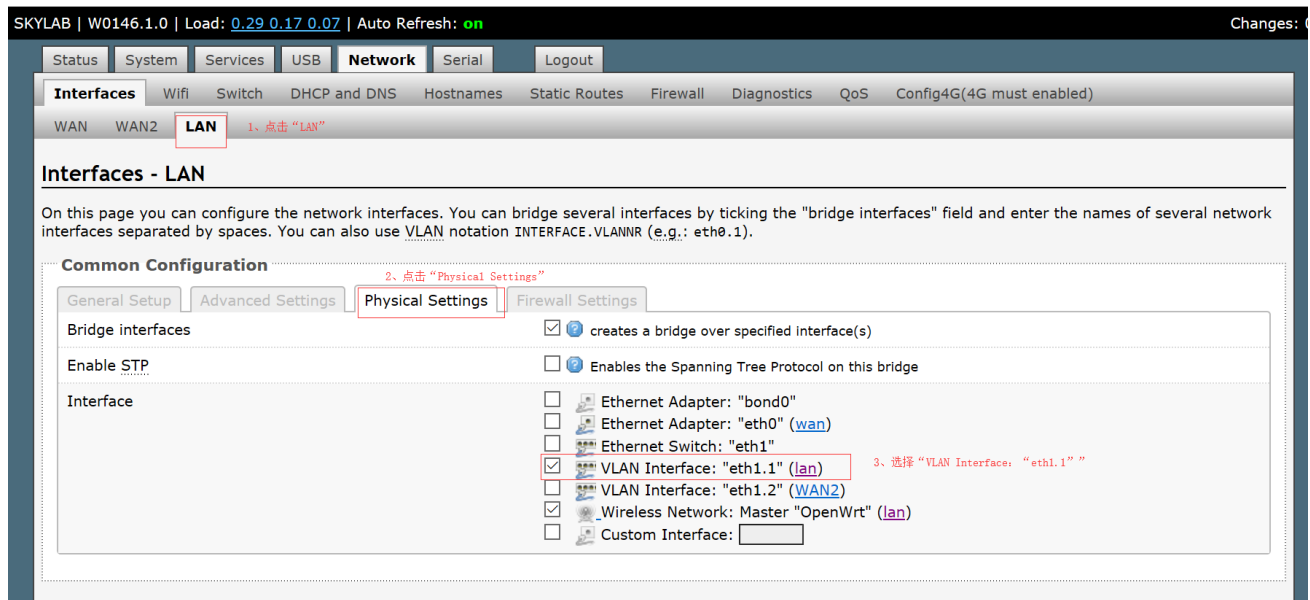 SKYLAB | W0146.1.0 | Load: 0.29 0.17 0.07 | Auto Refresh: on Changes:
Status System Services USB Network Serial Logout
Interfaces Wifi Switch DHCP and DNS Hostnames Static Routes Firewall Diagnostics QoS Config4G(4G must enabled)
WAN WAN2 LAN 1、点击“LAN”
Interfaces - LAN
On this page you can configure the network interfaces. You can bridge several interfaces by ticking the "bridge interfaces" field and enter the names of several network
interfaces separated by spaces. You can also use VLAN notation INTERFACE.VLANNR (e.g.: eth0.1).
Common Configuration
2、点击“Physical Settings”
General Setup Advanced Settings Physical Settings Firewall Settings
Bridge interfaces creates a bridge over specified interface(s)
Enable STP Enables the Spanning Tree Protocol on this bridge
Interface Ethernet Adapter: "bond0"
Ethernet Adapter: "eth0" (wan)
Ethernet Switch: "eth1"
VLAN Interface: "eth1.1" (lan) 3、选择“VLAN Interface: “eth1.1””
VLAN Interface: "eth1.2" (WAN2)
Wireless Network: Master "OpenWrt" (lan)
Custom Interface: